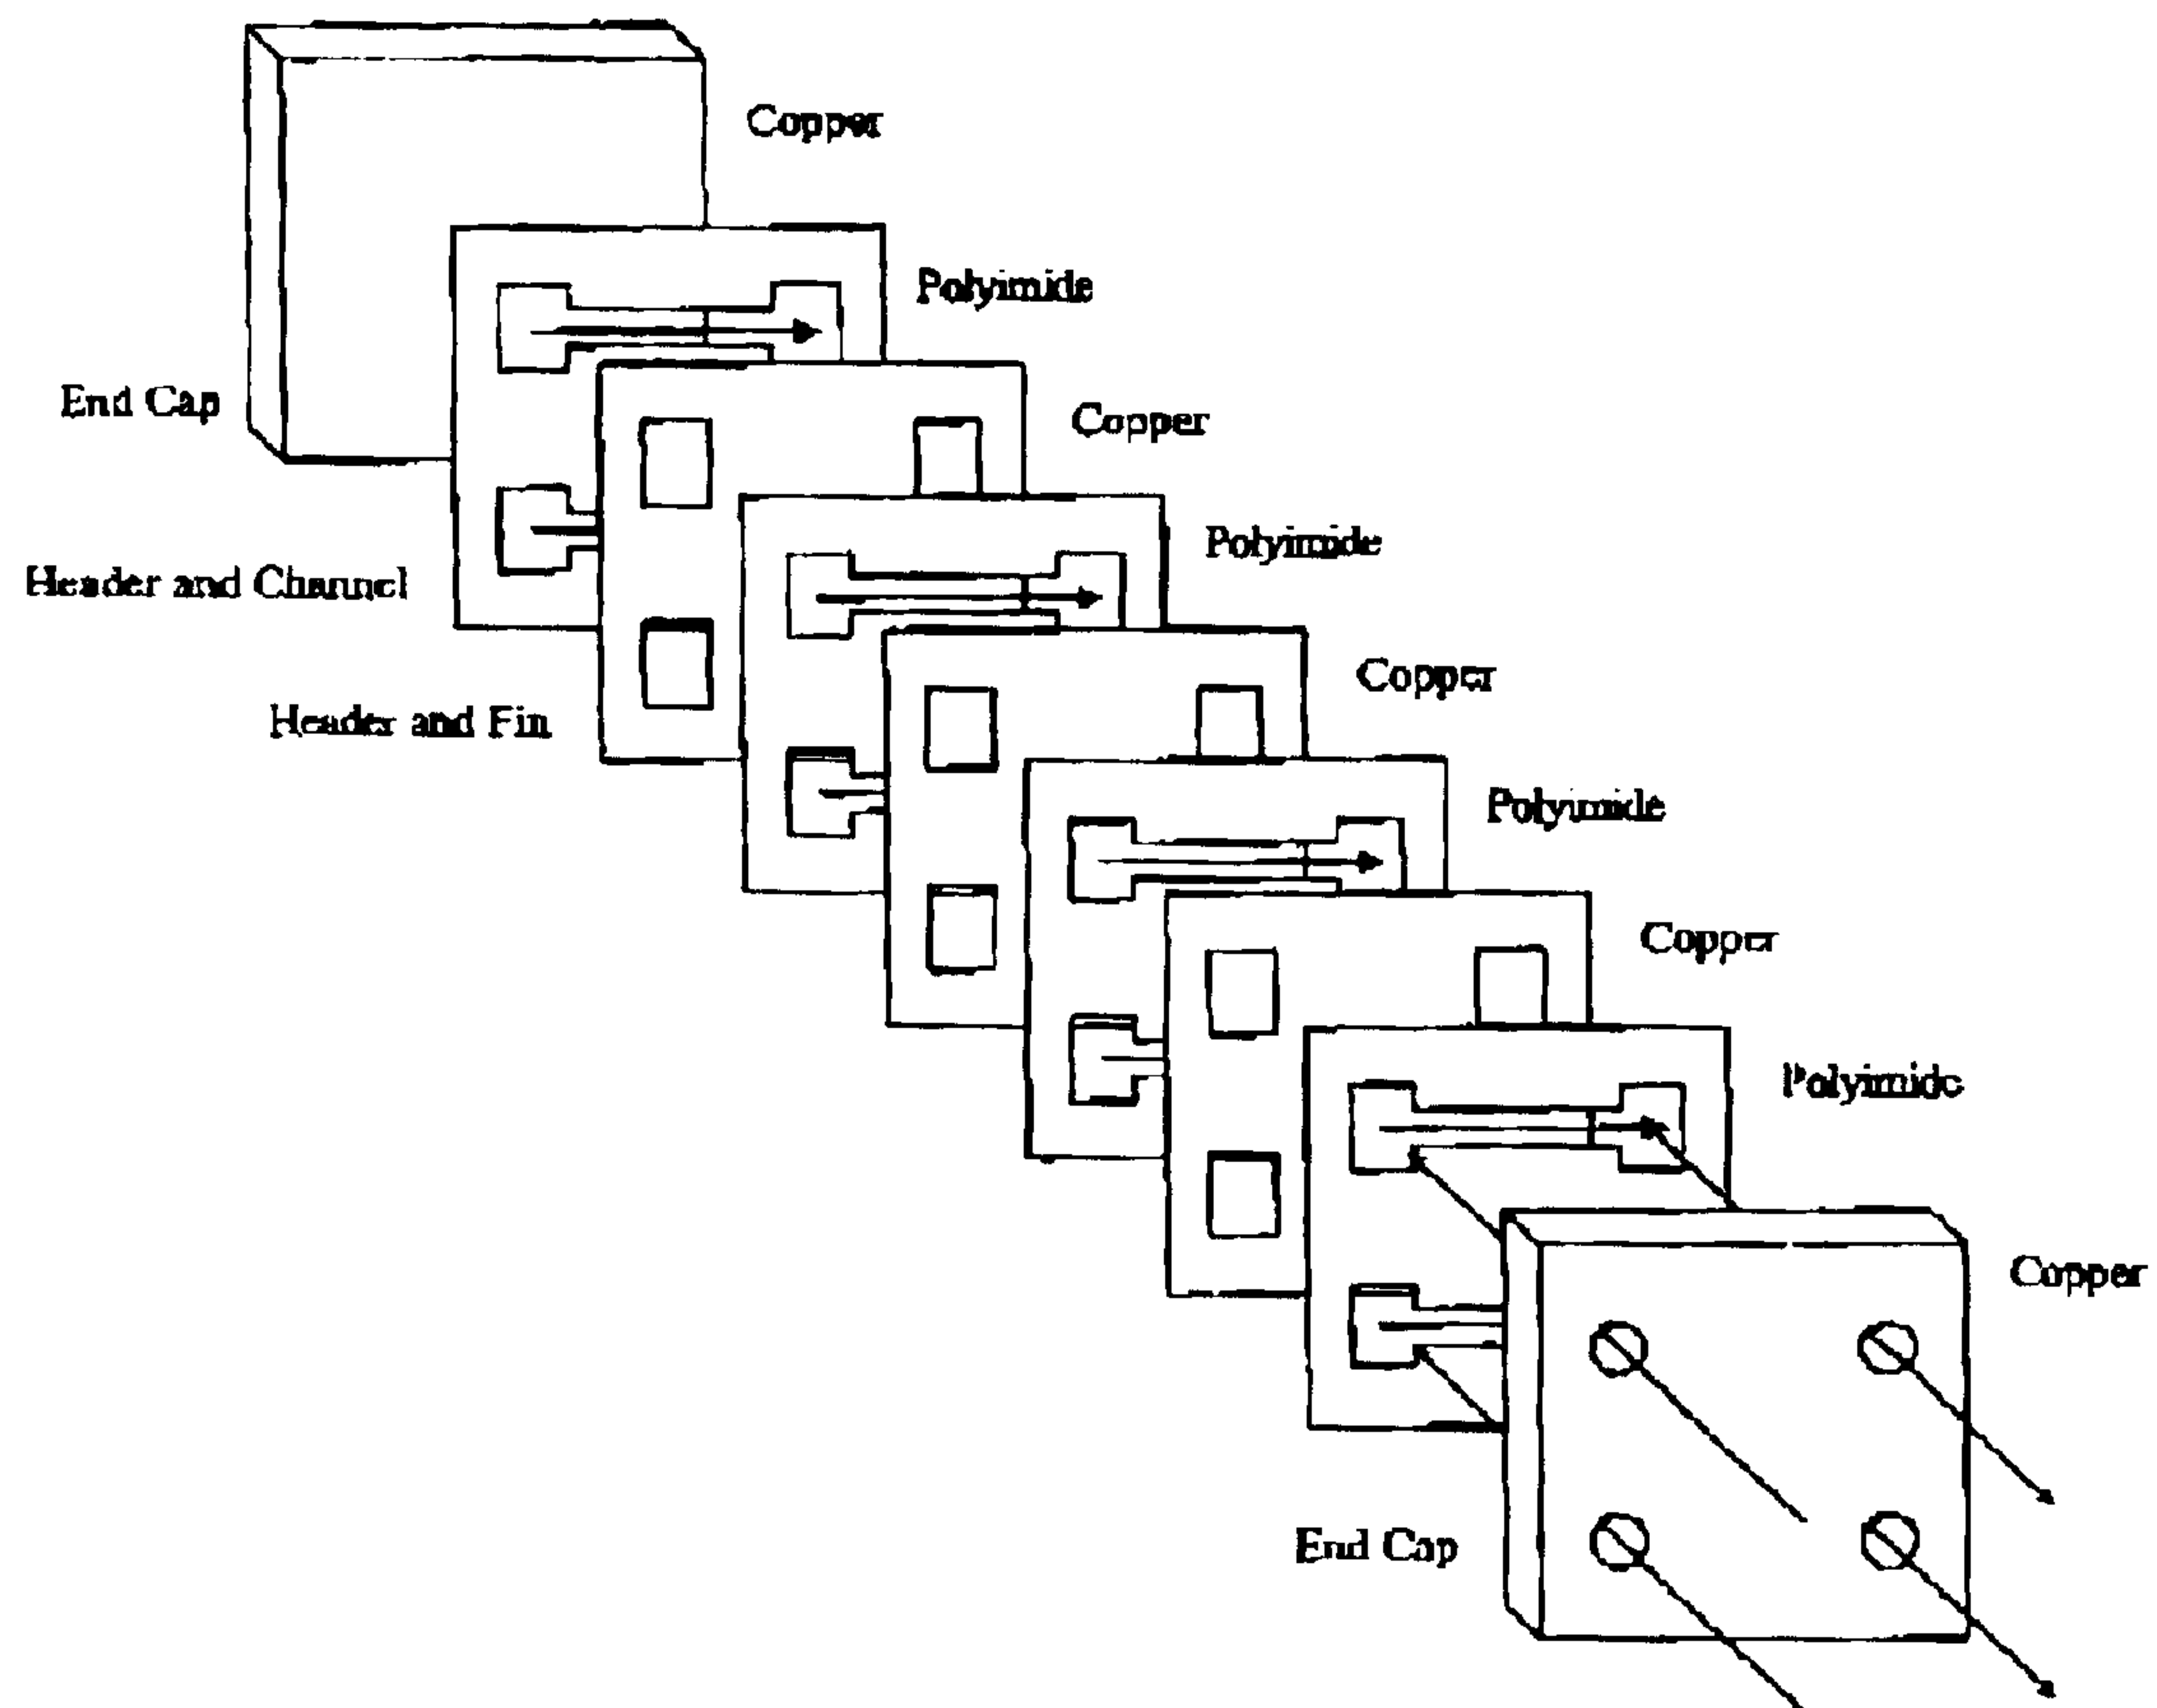 Copper
Polyimide
End Cap
Copper
Polyimide
Header and Channel
Copper
Header and Fin
Polyimide
Copper
Polyimide
Copper
End Cap